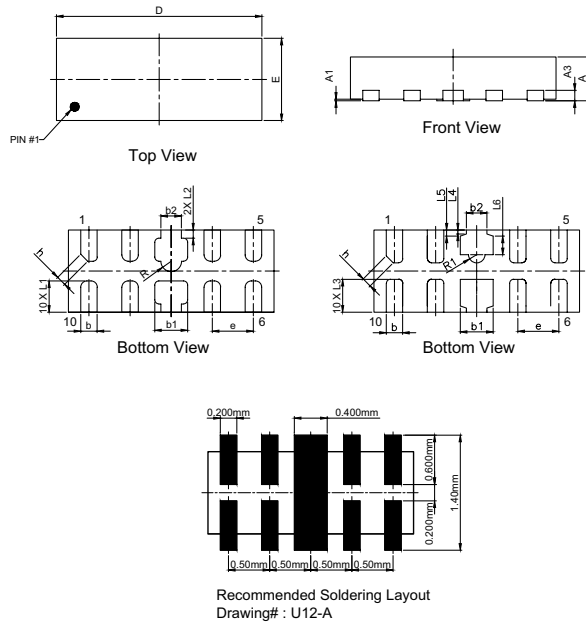 D
E
PIN #1
Top View
A1
A3
A
Front View
1
5
b2
2X L2
h
R
10X L1
10
b
b1
e
6
Bottom View
1
5
L5
L4
b2
L6
h
R1
10X L3
10
b
b1
e
6
Bottom View
0.200mm
0.400mm
0.600mm
0.200mm
1.40mm
0.50mm 0.50mm 0.50mm 0.50mm
Recommended Soldering Layout
Drawing# : U12-A